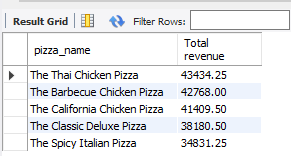 Result Grid Filter Rows:
pizza_name Total
revenue
The Thai Chicken Pizza 43434.25
The Barbecue Chicken Pizza 42768.00
The California Chicken Pizza 41409.50
The Classic Deluxe Pizza 38180.50
The Spicy Italian Pizza 34831.25